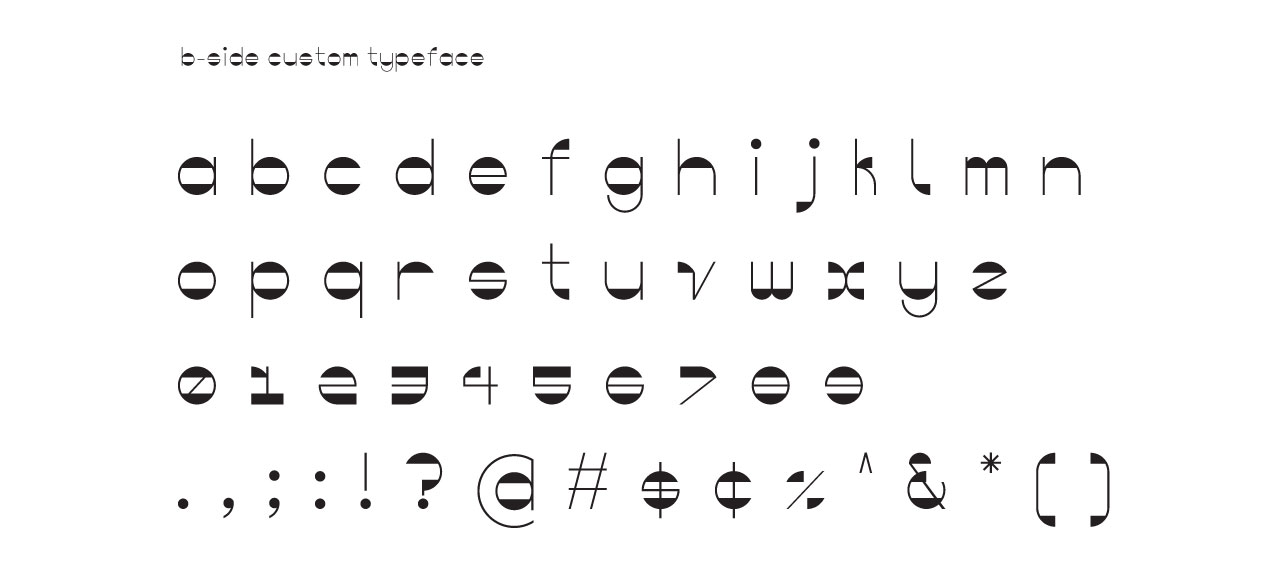 b-side custom typeface
a b c d e f g h i j k l m n
o p q r s t u v w x y z
0 1 2 3 4 5 6 7 8 9
. , ; : ! ? @ # $ ¢ % ^ & * [ ]